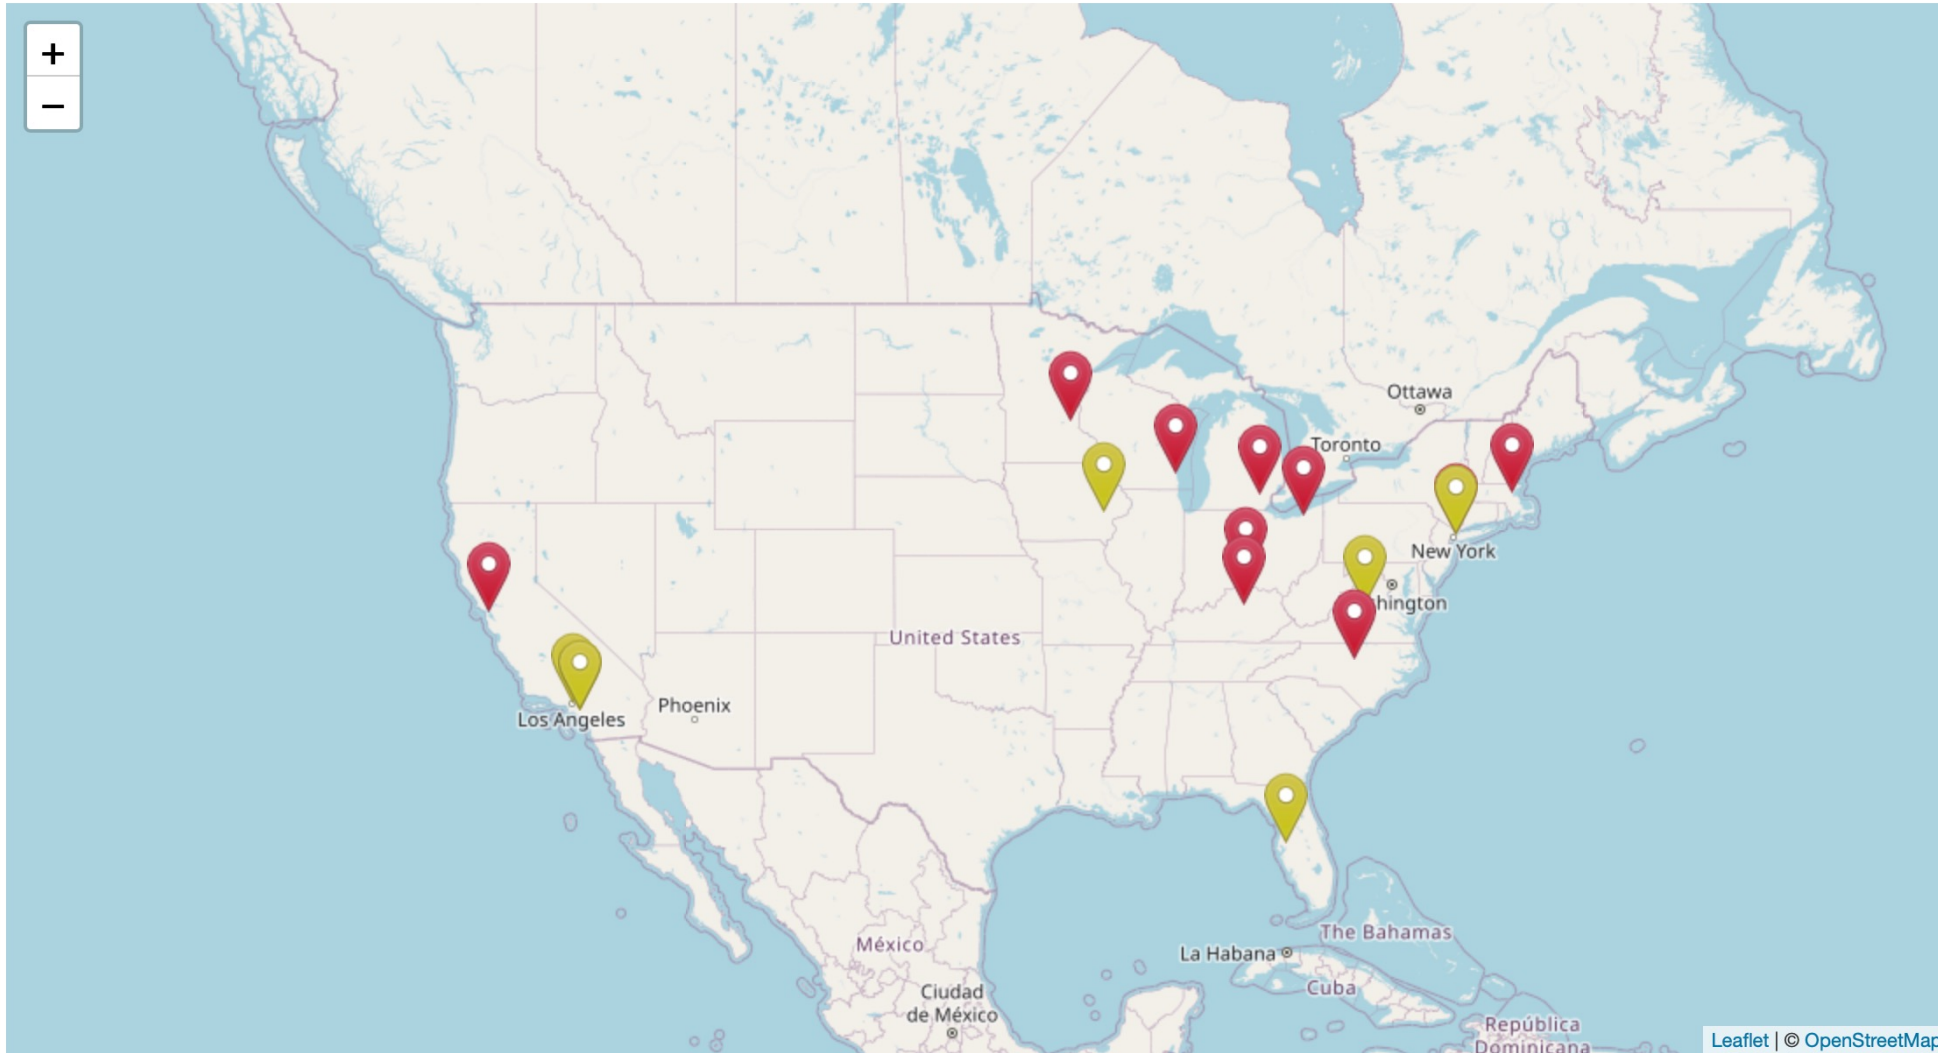 +
−
Ottawa
Toronto
New York
hington
United States
Los Angeles
Phoenix
México
The Bahamas
La Habana
Cuba
Ciudad
de México
República
Dominicana
Leaflet | © OpenStreetMap